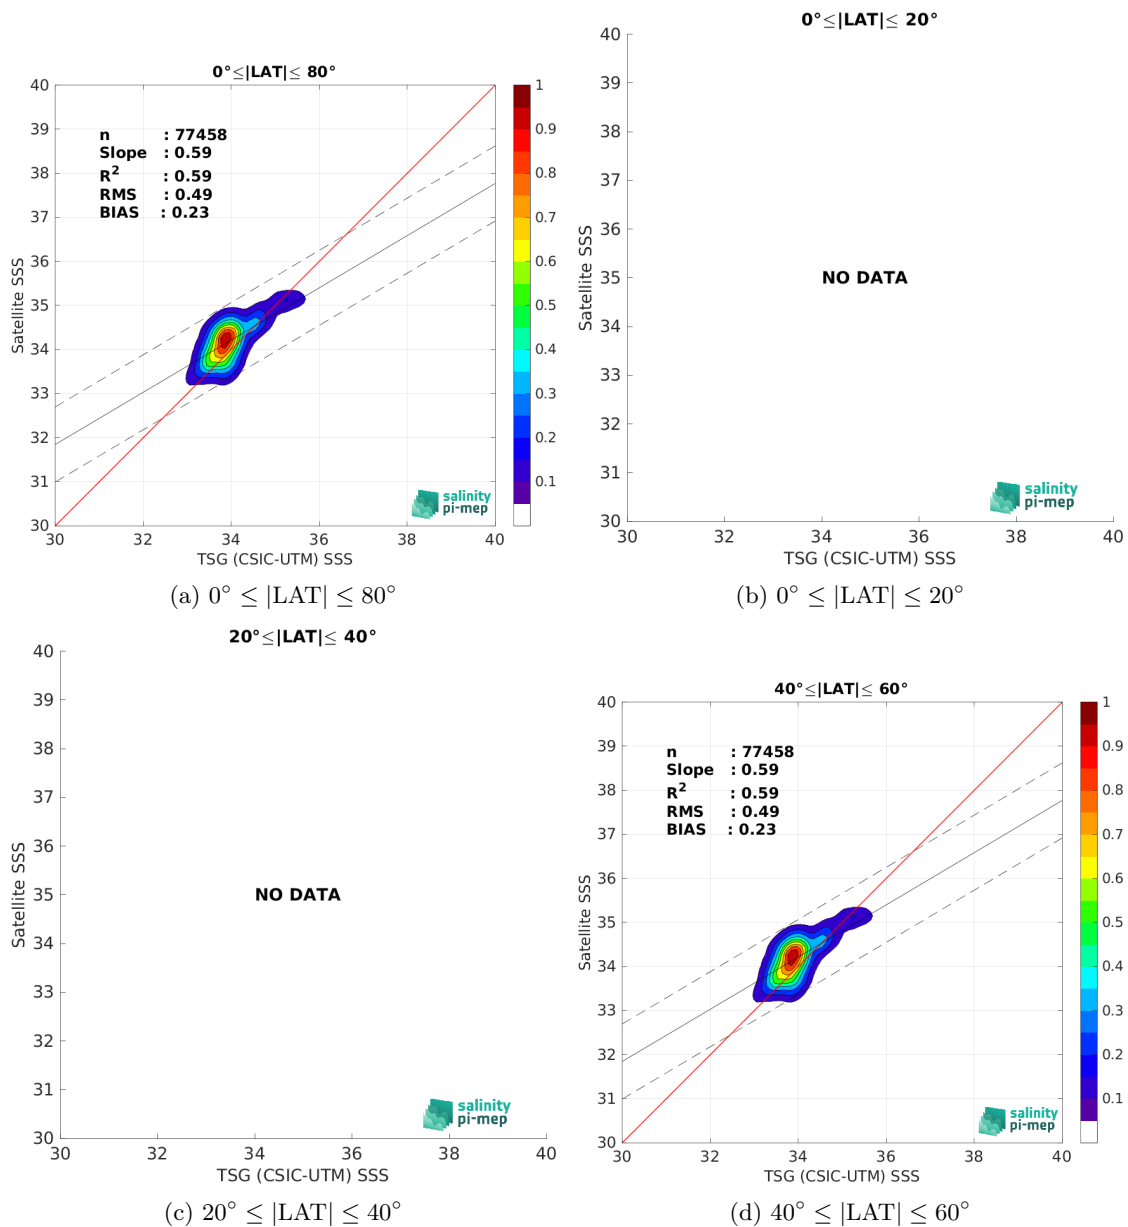 0°≤|LAT|≤ 80°
n : 77458
Slope : 0.59
R² : 0.59
RMS : 0.49
BIAS : 0.23
40
39
38
37
36
35
34
33
32
31
30
30 32 34 36 38 40
Satellite SSS
TSG (CSIC-UTM) SSS
1
0.9
0.8
0.7
0.6
0.5
0.4
0.3
0.2
0.1
salinity
pi-mep
(a) 0° ≤ |LAT| ≤ 80°
0°≤|LAT|≤ 20°
40
39
38
37
36
35
34
33
32
31
30
30 32 34 36 38 40
Satellite SSS
NO DATA
TSG (CSIC-UTM) SSS
salinity
pi-mep
(b) 0° ≤ |LAT| ≤ 20°
20°≤|LAT|≤ 40°
40
39
38
37
36
35
34
33
32
31
30
30 32 34 36 38 40
Satellite SSS
NO DATA
TSG (CSIC-UTM) SSS
salinity
pi-mep
(c) 20° ≤ |LAT| ≤ 40°
40°≤|LAT|≤ 60°
n : 77458
Slope : 0.59
R² : 0.59
RMS : 0.49
BIAS : 0.23
40
39
38
37
36
35
34
33
32
31
30
30 32 34 36 38 40
Satellite SSS
TSG (CSIC-UTM) SSS
1
0.9
0.8
0.7
0.6
0.5
0.4
0.3
0.2
0.1
salinity
pi-mep
(d) 40° ≤ |LAT| ≤ 60°